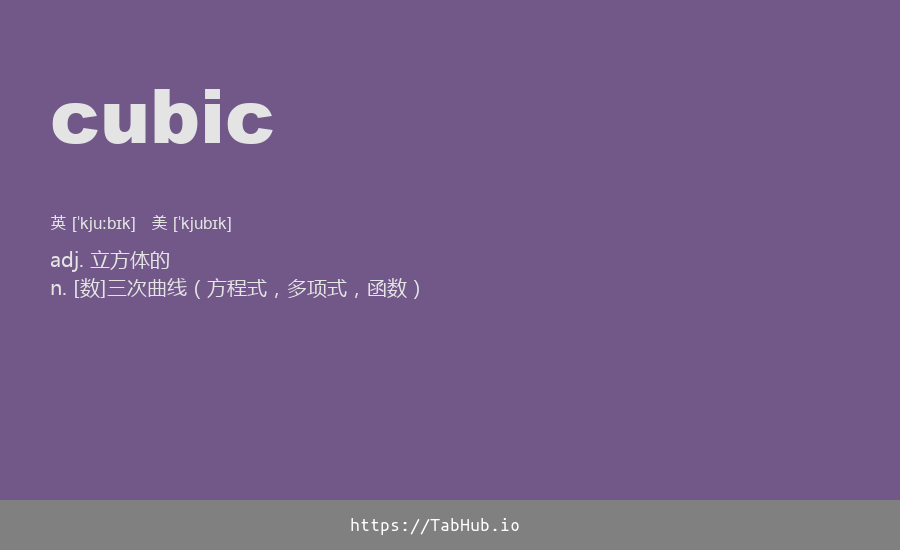 cubic
英 [ˈkjuːbɪk] 美 [ˈkjubɪk]
adj. 立方体的
n. [数]三次曲线（方程式，多项式，函数）
https://TabHub.io